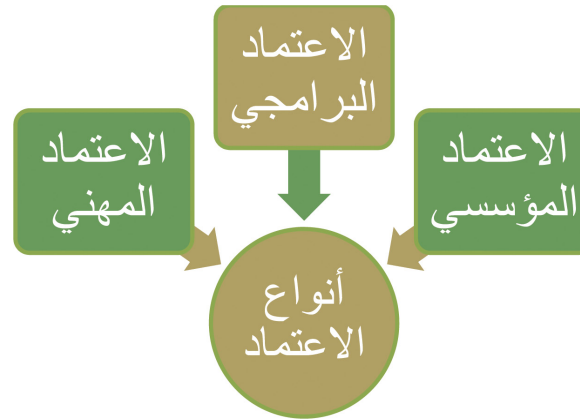 الاعتماد
المؤسسي
الاعتماد
البرامجي
الاعتماد
المهني
أنواع
الاعتماد